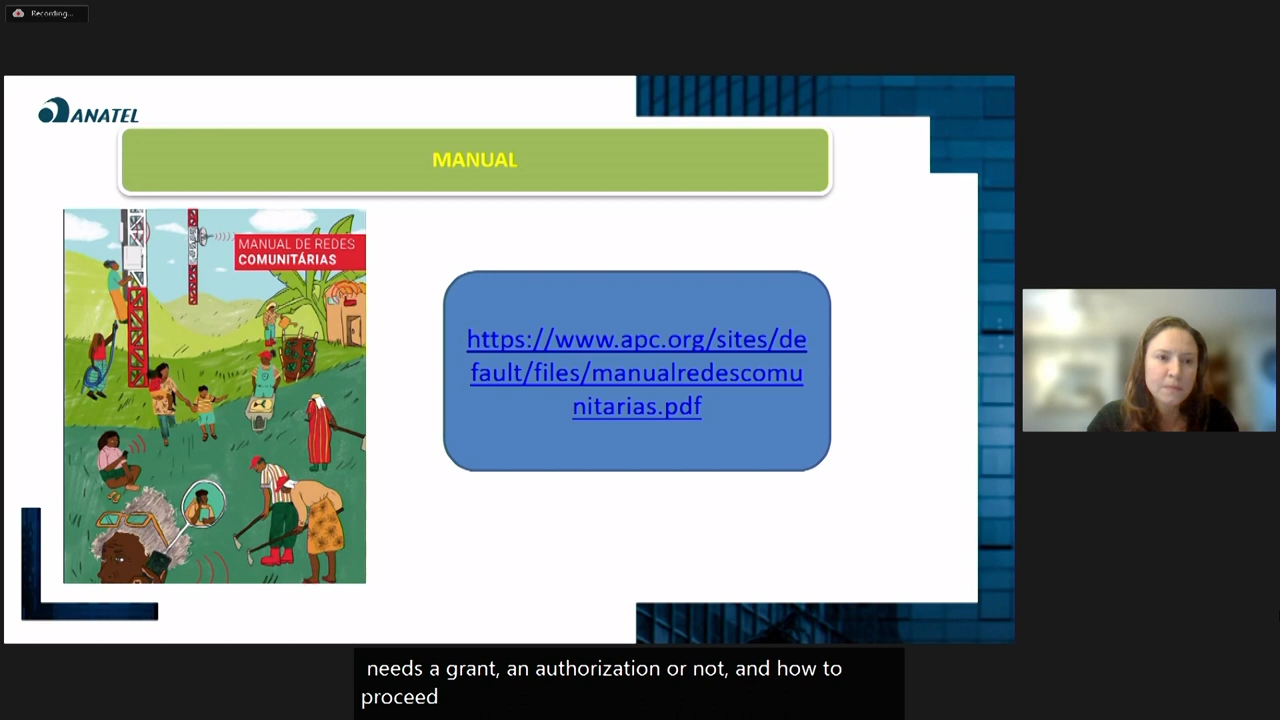 Recording...
ANATEL
MANUAL
MANUAL DE REDES
COMUNITÁRIAS
https://www.apc.org/sites/de
fault/files/manualredescomu
nitarias.pdf
needs a grant, an authorization or not, and how to
proceed